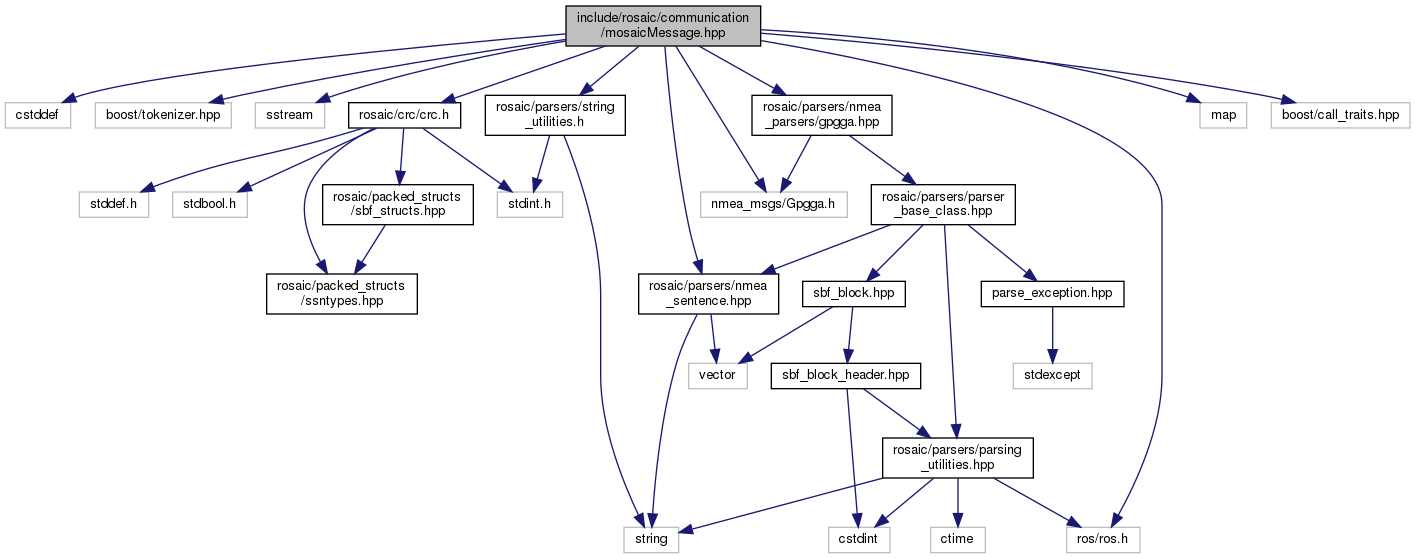 include/rosaic/communication
/mosaicMessage.hpp
cstddef
boost/tokenizer.hpp
sstream
rosaic/crc/crc.h
rosaic/parsers/string
_utilities.h
rosaic/parsers/nmea
_parsers/gpgga.hpp
map
boost/call_traits.hpp
stddef.h
stdbool.h
rosaic/packed_structs
/sbf_structs.hpp
stdint.h
nmea_msgs/Gpgga.h
rosaic/parsers/parser
_base_class.hpp
rosaic/packed_structs
/ssntypes.hpp
rosaic/parsers/nmea
_sentence.hpp
sbf_block.hpp
parse_exception.hpp
vector
sbf_block_header.hpp
stdexcept
rosaic/parsers/parsing
_utilities.hpp
string
cstdint
ctime
ros/ros.h